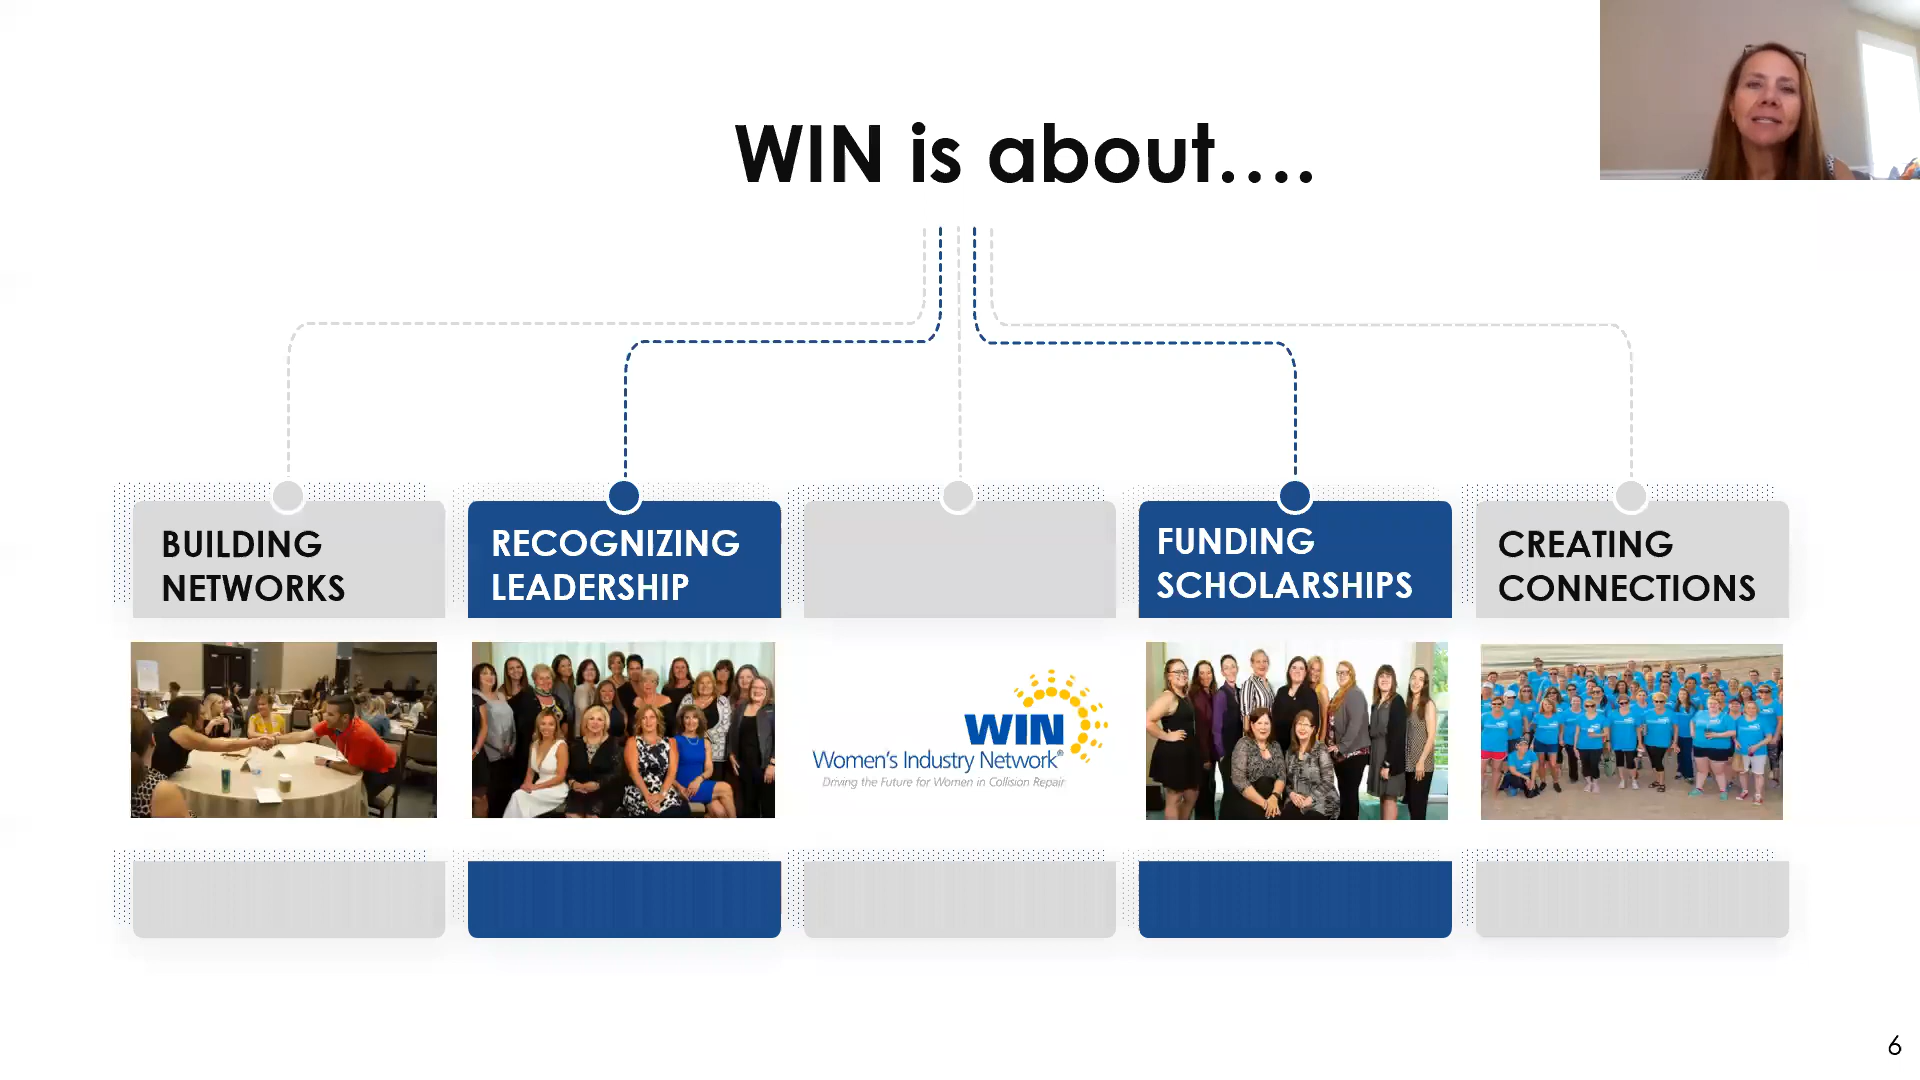 WIN is about....
BUILDING
NETWORKS
RECOGNIZING
LEADERSHIP
FUNDING
SCHOLARSHIPS
CREATING
CONNECTIONS
WIN
Women's Industry Network®
Driving the Future for Women in Collision Repair
6